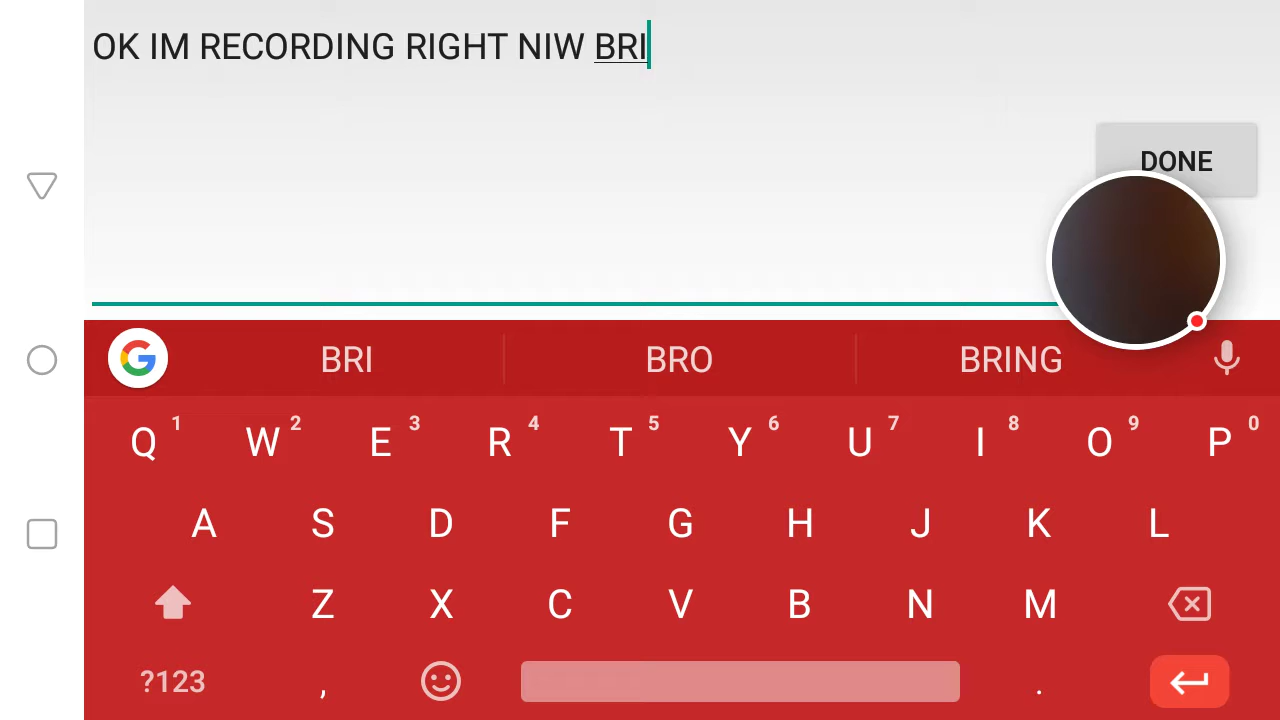 OK IM RECORDING RIGHT NIW BRI
DONE
BRI BRO BRING
Q 1 W 2 E 3 R 4 T 5 Y 6 U 7 I 8 O 9 P 0
A S D F G H J K L
Z X C V B N M
?123 , .